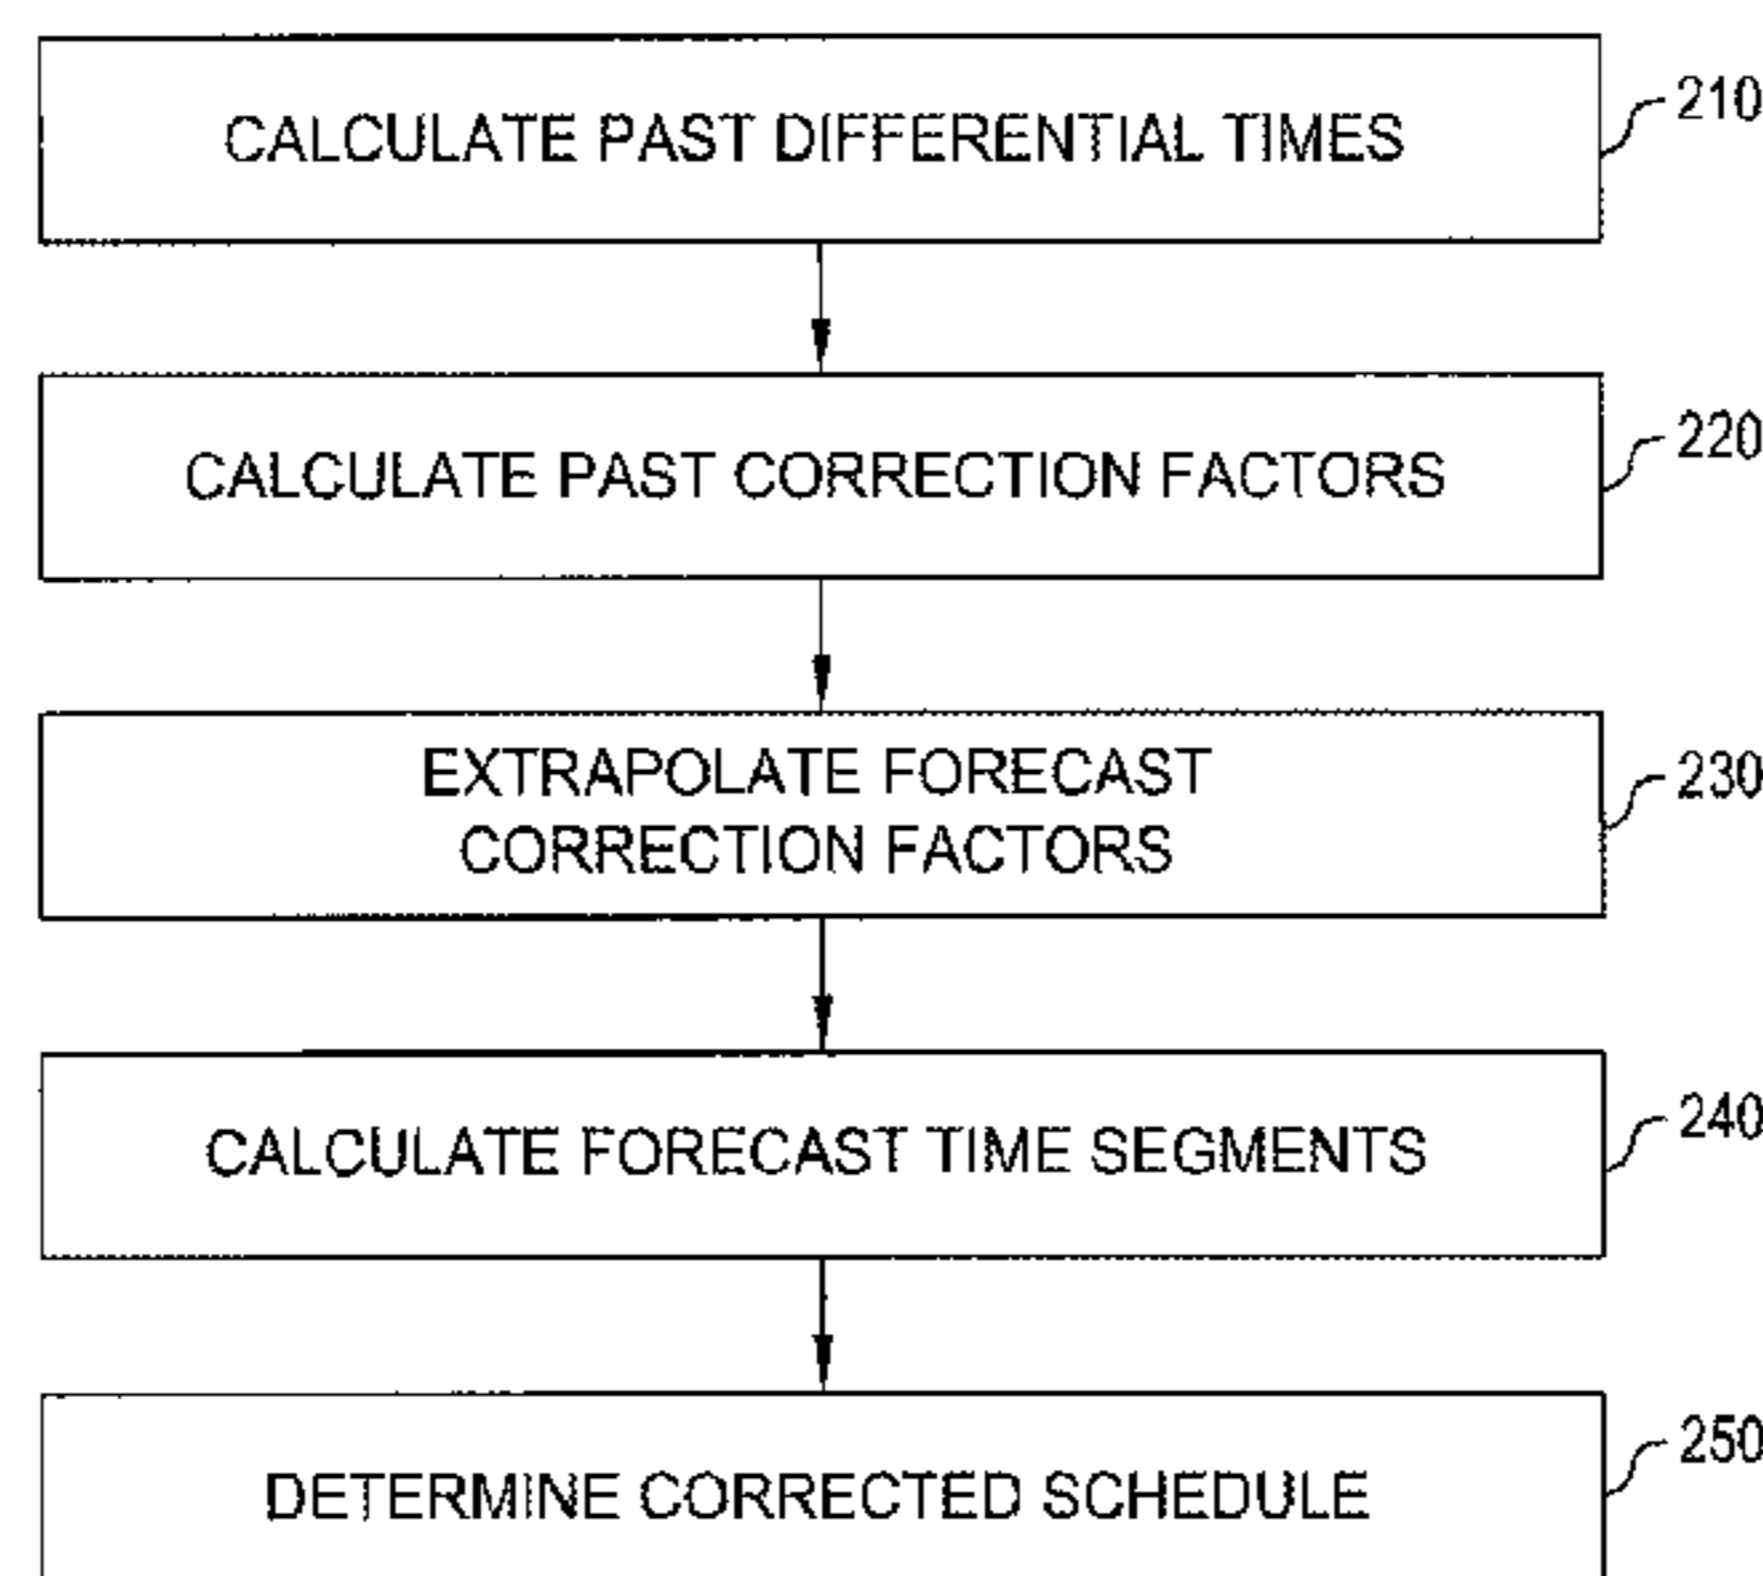 CALCULATE PAST DIFFERENTIAL TIMES
210
CALCULATE PAST CORRECTION FACTORS
220
EXTRAPOLATE FORECAST
CORRECTION FACTORS
230
CALCULATE FORECAST TIME SEGMENTS
240
DETERMINE CORRECTED SCHEDULE
250